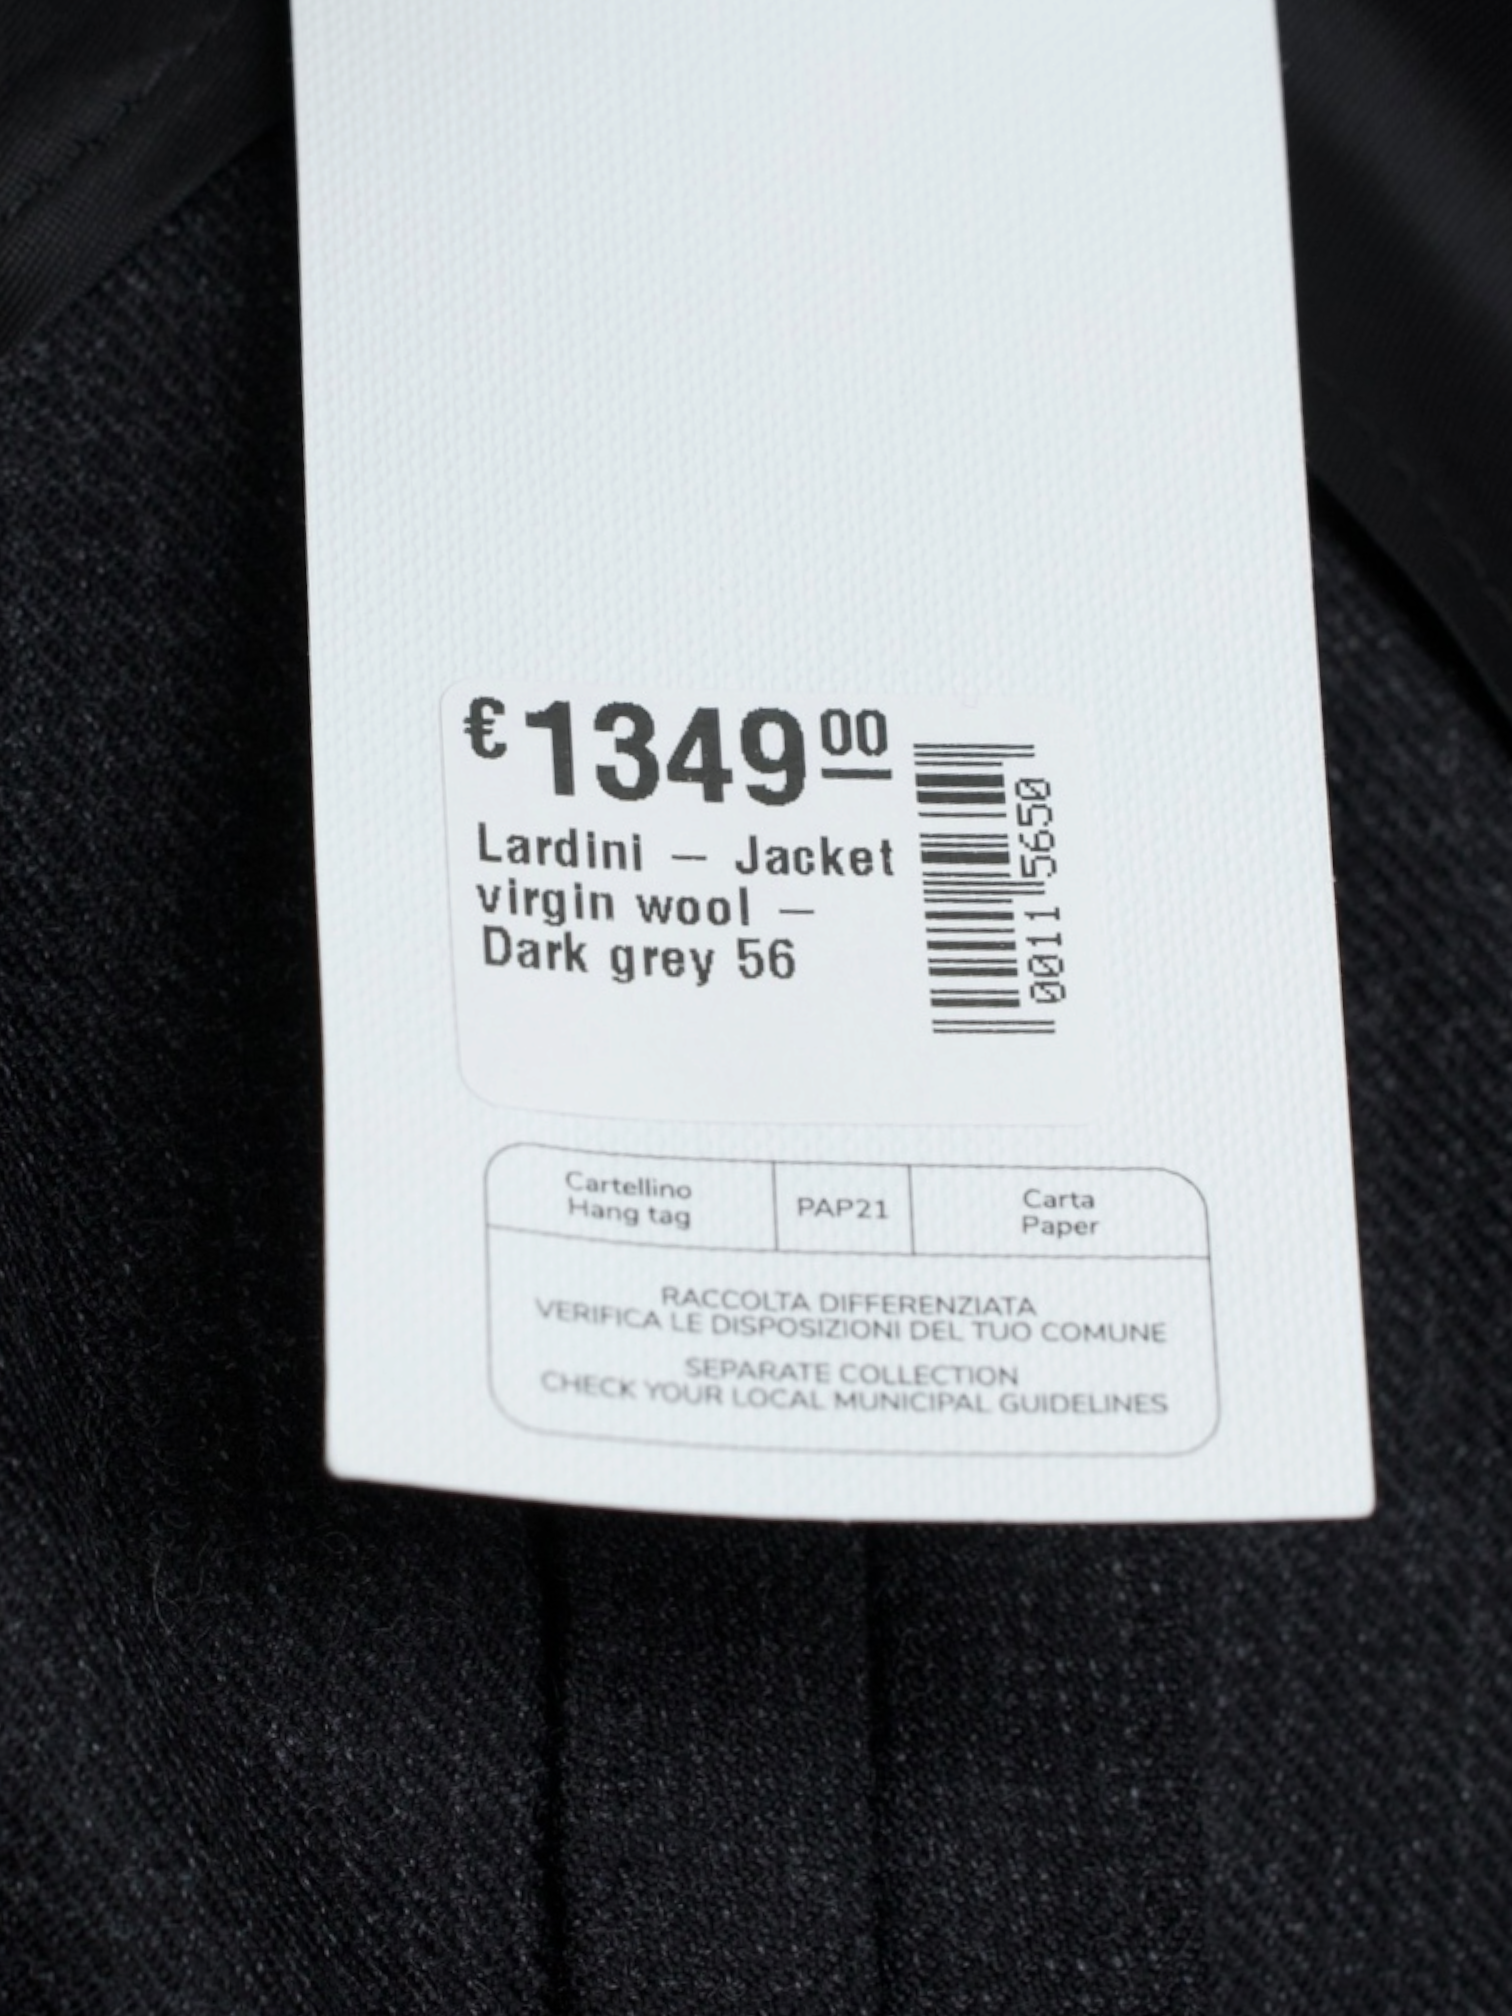 € 1349 00
Lardini – Jacket
virgin wool –
Dark grey 56
0011 5650
Cartellino
Hang tag
PAP21
Carta
Paper
RACCOLTA DIFFERENZIATA
VERIFICA LE DISPOSIZIONI DEL TUO COMUNE
SEPARATE COLLECTION
CHECK YOUR LOCAL MUNICIPAL GUIDELINES